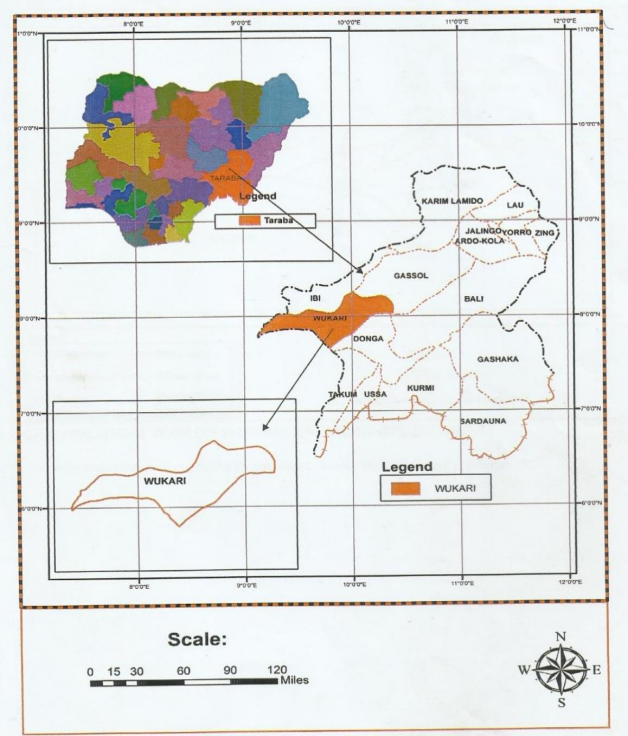 8°0'0"E 9°0'0"E 10°0'0"E 11°0'0"E 12°0'0"E
11°0'0"N
TARABA
Legend
Taraba
9°0'0"N
KARIM LAMIDO
LAU
JALINGO YORRO ZING
ARDO-KOLA
GASSOL
IBI
BALI
8°0'0"N
WUKARI
DONGA
GASHAKA
TAKUM USSA KURMI
7°0'0"N
SARDAUNA
Legend
WUKARI
WUKARI
6°0'0"N
8°0'0"E 9°0'0"E 10°0'0"E 11°0'0"E 12°0'0"E
Scale:
0 15 30 60 90 120
Miles
N
W E
S